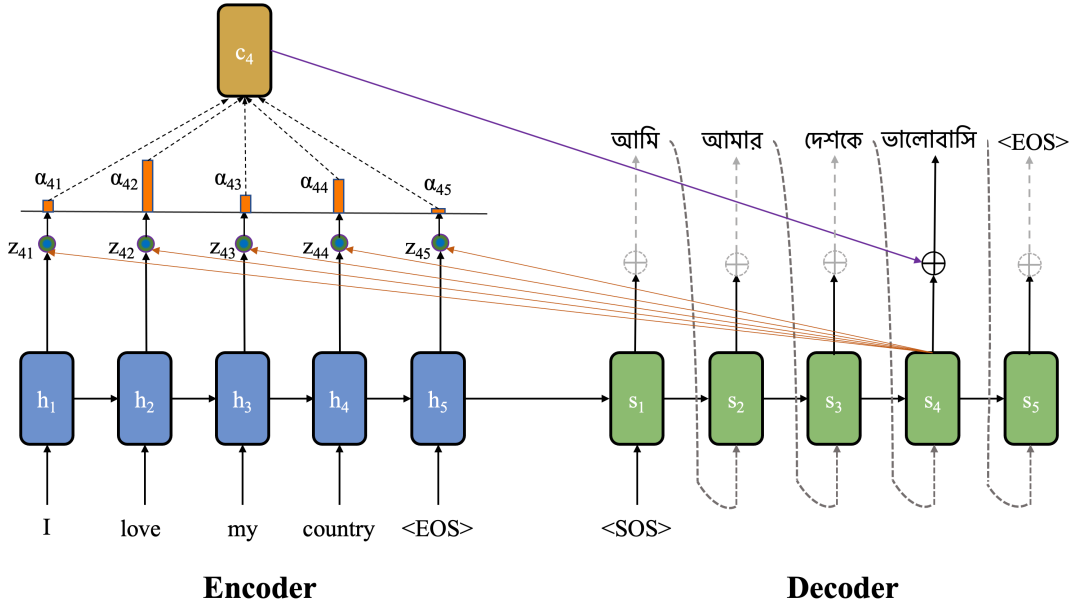 c₄
আমি আমার দেশকে ভালোবাসি <EOS>
α₄₁ α₄₂ α₄₃ α₄₄ α₄₅
z₄₁ z₄₂ z₄₃ z₄₄ z₄₅
h₁ h₂ h₃ h₄ h₅ s₁ s₂ s₃ s₄ s₅
I love my country <EOS> <SOS>
Encoder Decoder